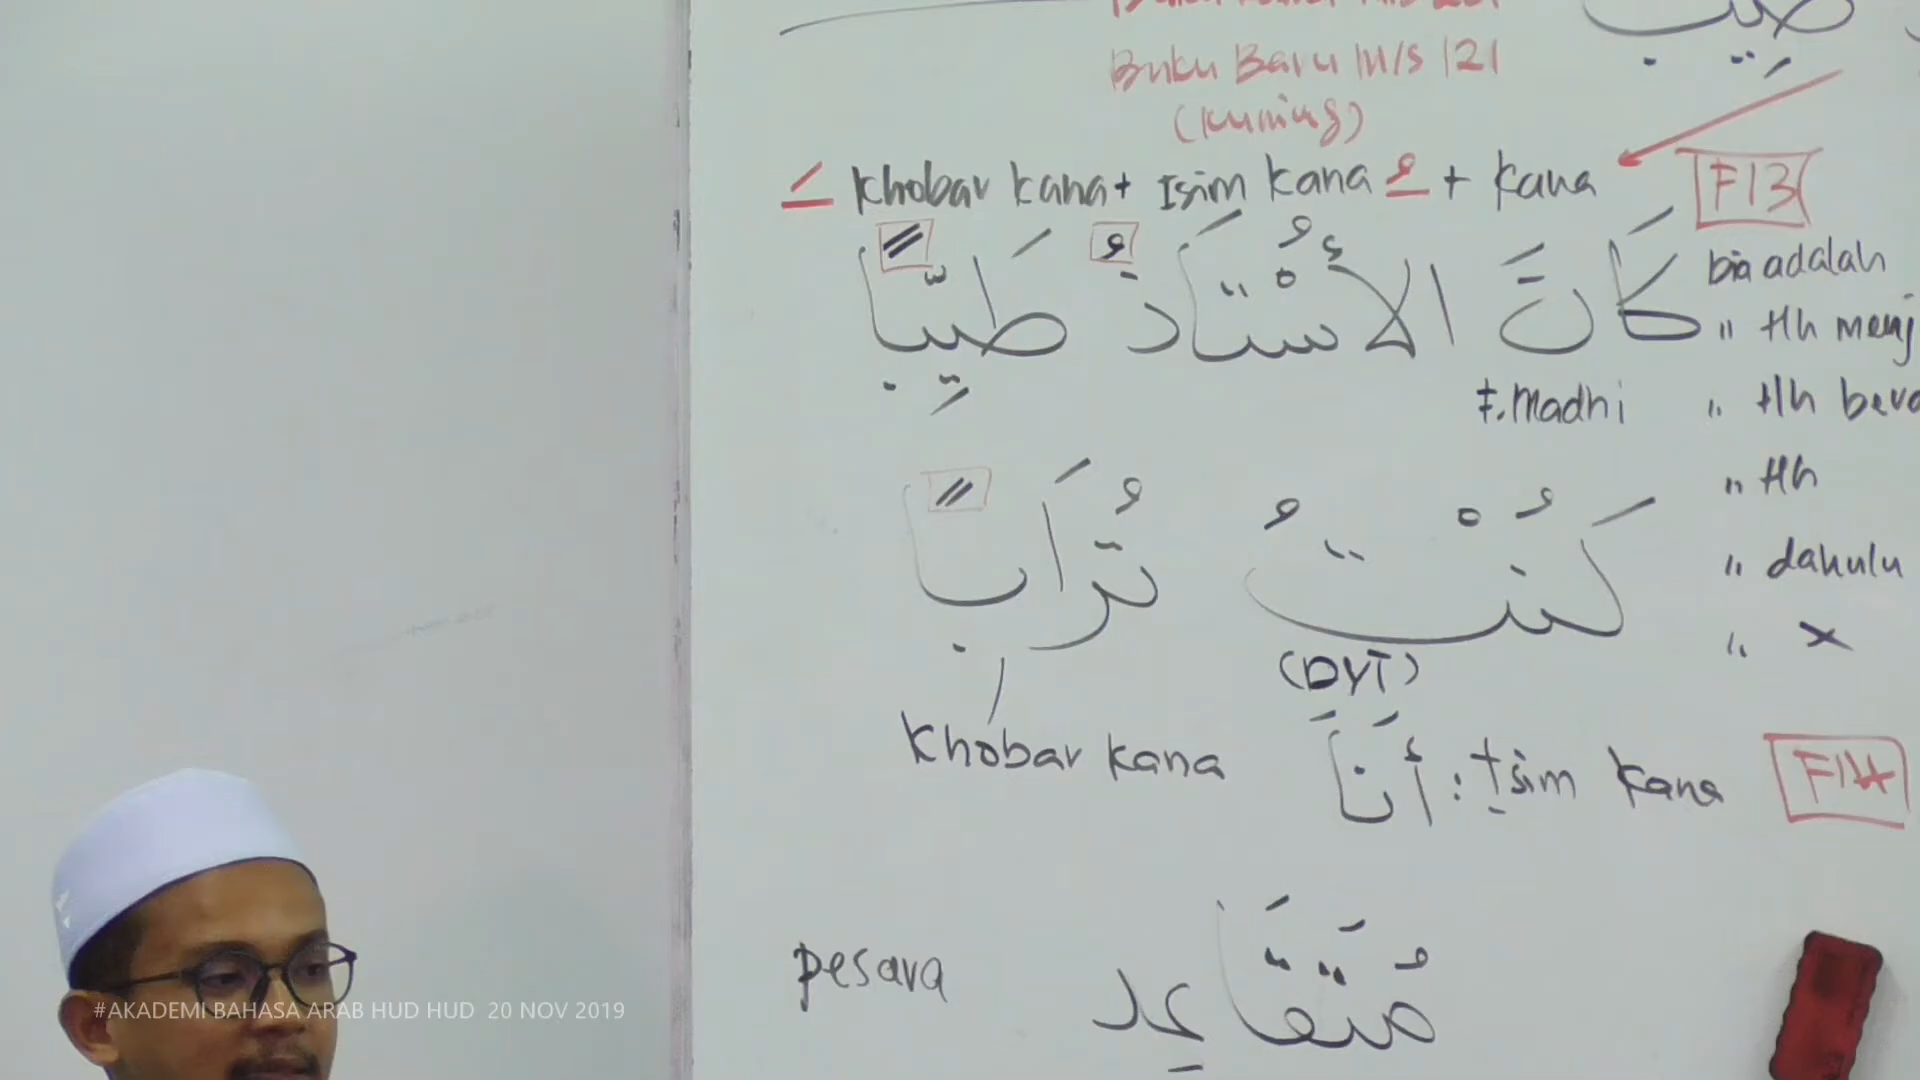 طيب
Buku Baru M/S 121
(kuning)
ـَ Khobar kana + Isim kana ـُ + kana
F13
كَانَ الأُسْتَاذُ طَيِّبًا
dia adalah
" tlh menj
F. Madhi " tlh bera
" tlh
كُنْتُ تُرَابًا
" dahulu
" x
(DYT)
Khobar kana
أَنَا : Isim kana
F14
pesara
مُتَقَاعِد
#AKADEMI BAHASA ARAB HUD HUD 20 NOV 2019